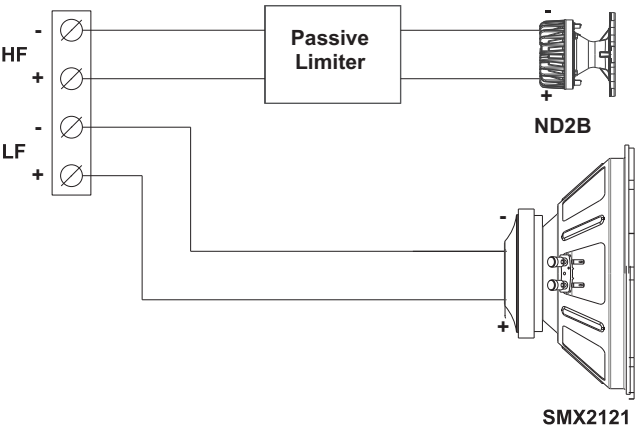 -
HF
+
-
LF
+
Passive
Limiter
-
+
ND2B
-
+
SMX2121